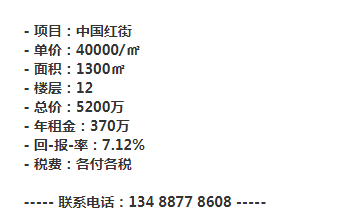 - 项目：中国红街
- 单价：40000/㎡
- 面积：1300㎡
- 楼层：12
- 总价：5200万
- 年租金：370万
- 回-报-率：7.12%
- 税费：各付各税
----- 联系电话：134 8877 8608 -----